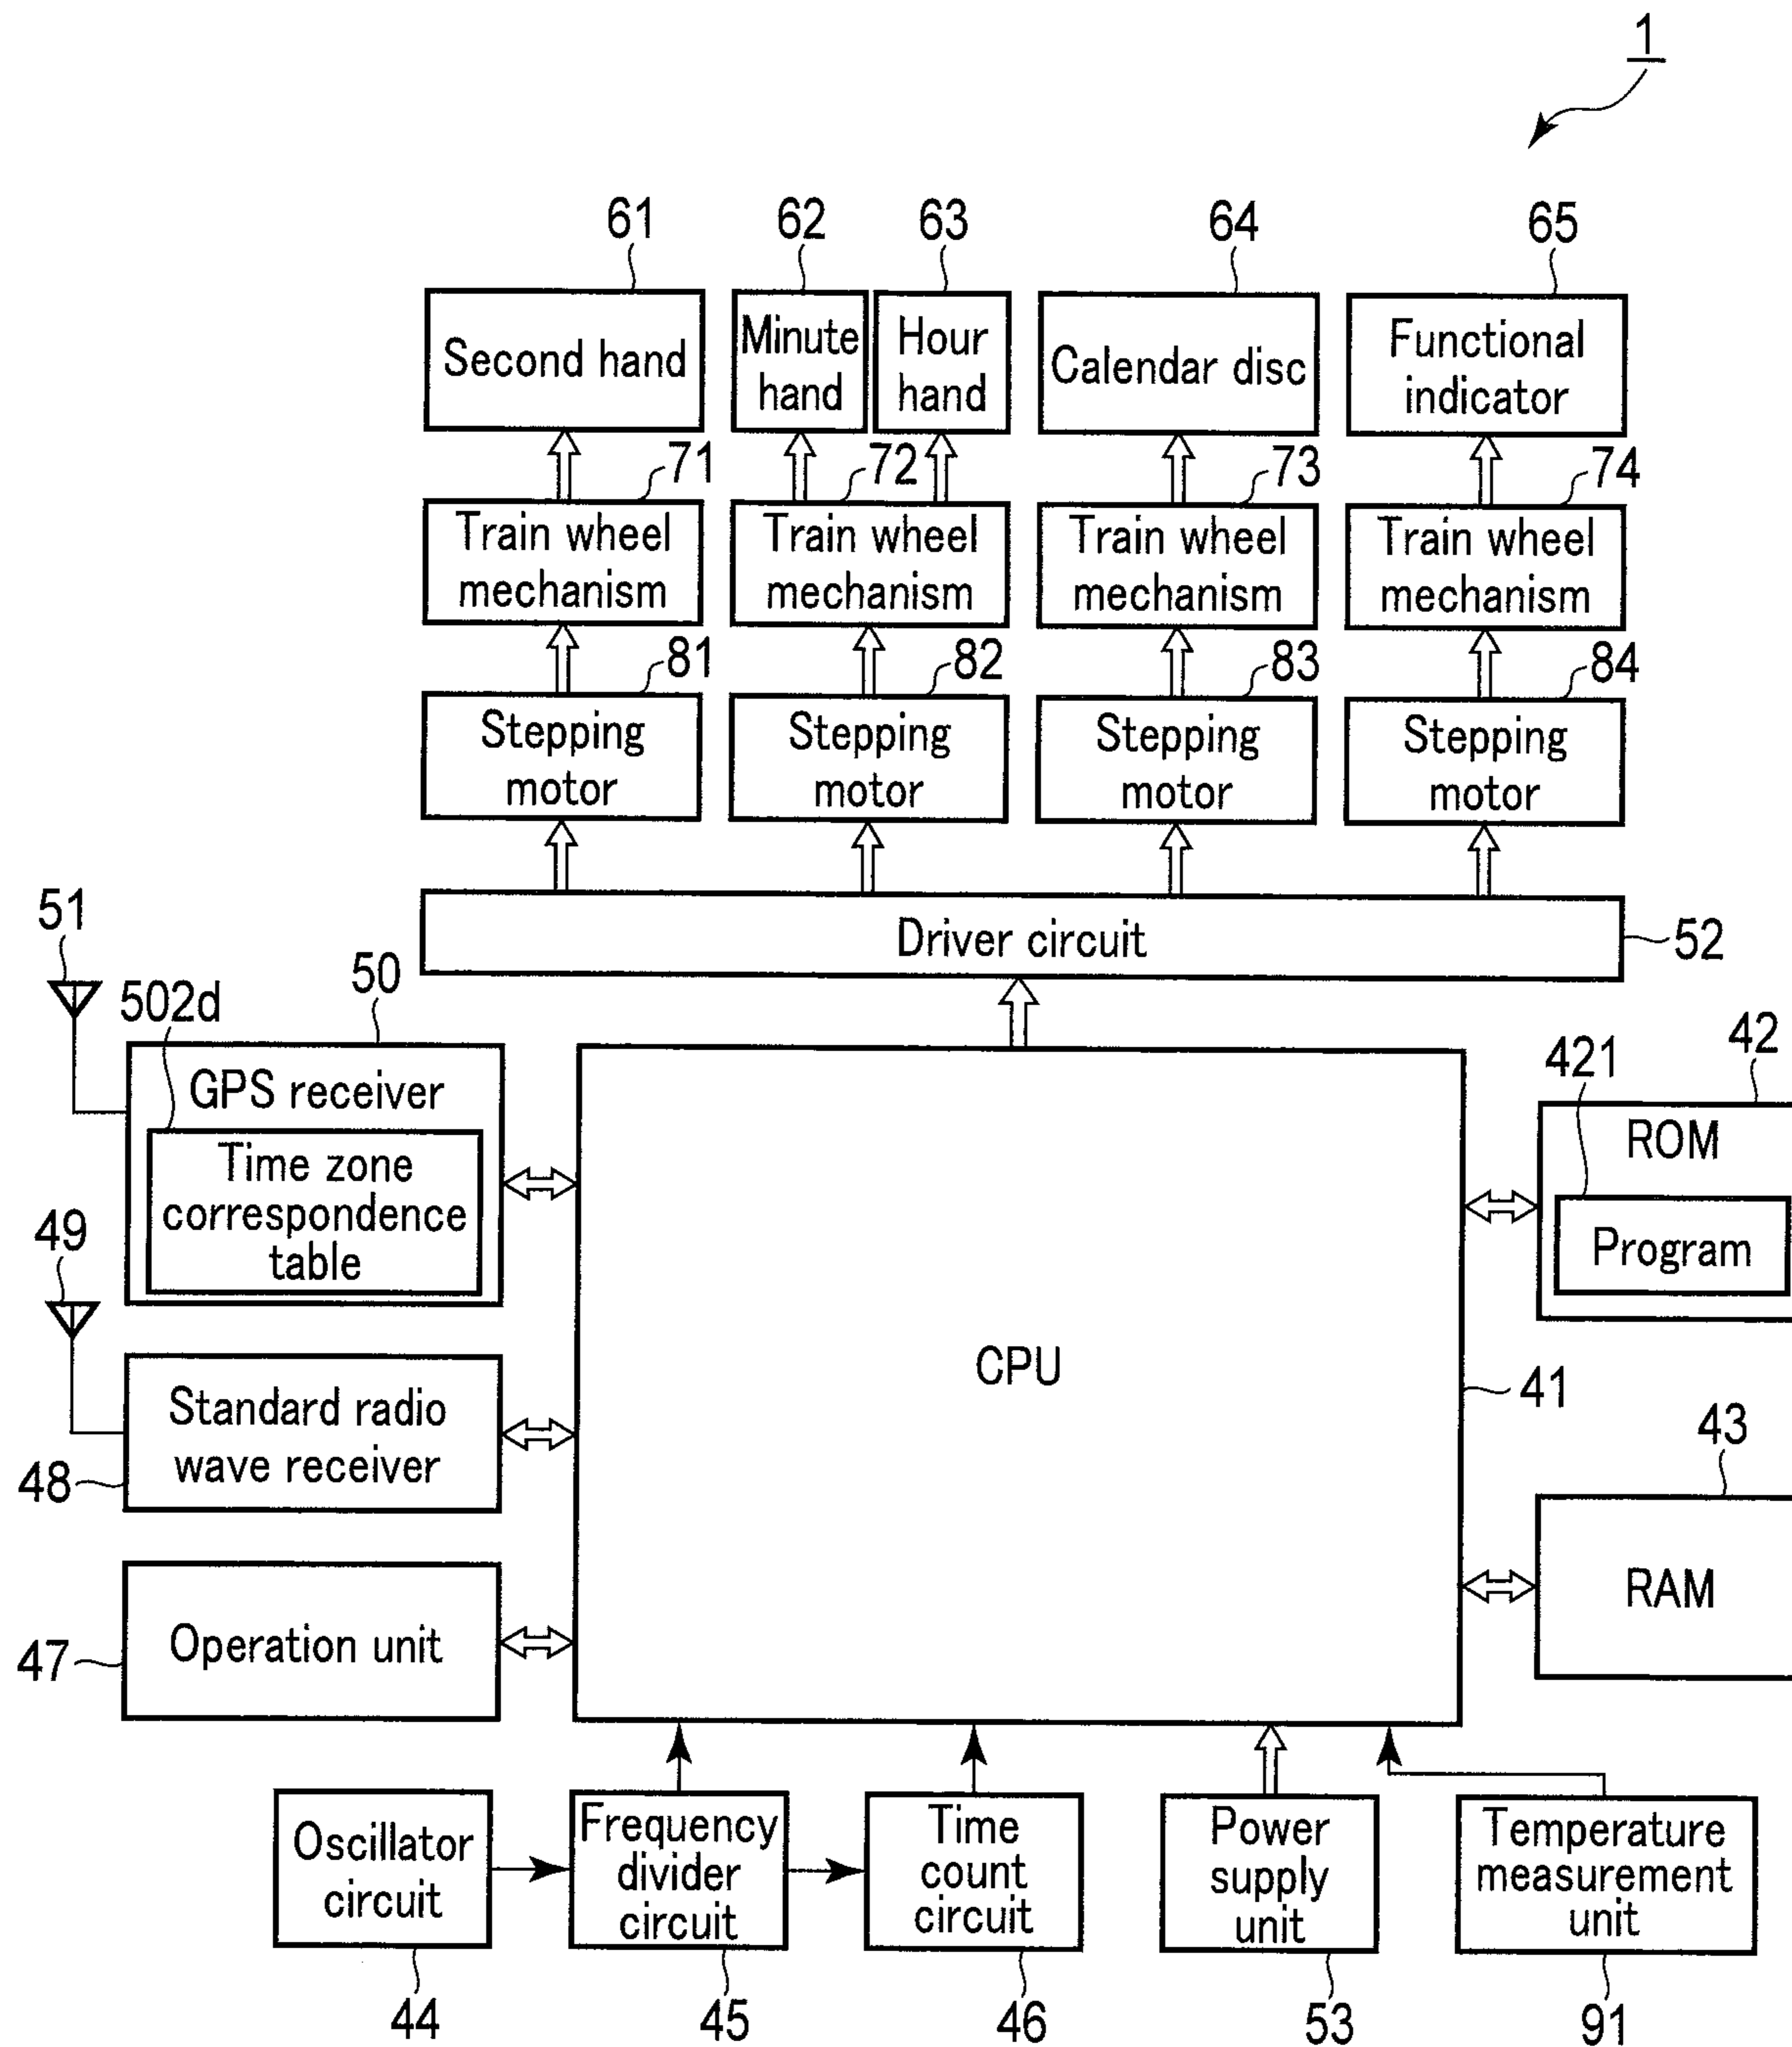 1
61
62
63
64
65
Second hand
Minute
hand
Hour
hand
Calendar disc
Functional
indicator
71
72
73
74
Train wheel
mechanism
Train wheel
mechanism
Train wheel
mechanism
Train wheel
mechanism
81
82
83
84
Stepping
motor
Stepping
motor
Stepping
motor
Stepping
motor
Driver circuit
52
51
50
502d
GPS receiver
Time zone
correspondence
table
49
Standard radio
wave receiver
48
Operation unit
47
CPU
41
42
421
ROM
Program
43
RAM
Oscillator
circuit
Frequency
divider
circuit
Time
count
circuit
Power
supply
unit
Temperature
measurement
unit
44
45
46
53
91